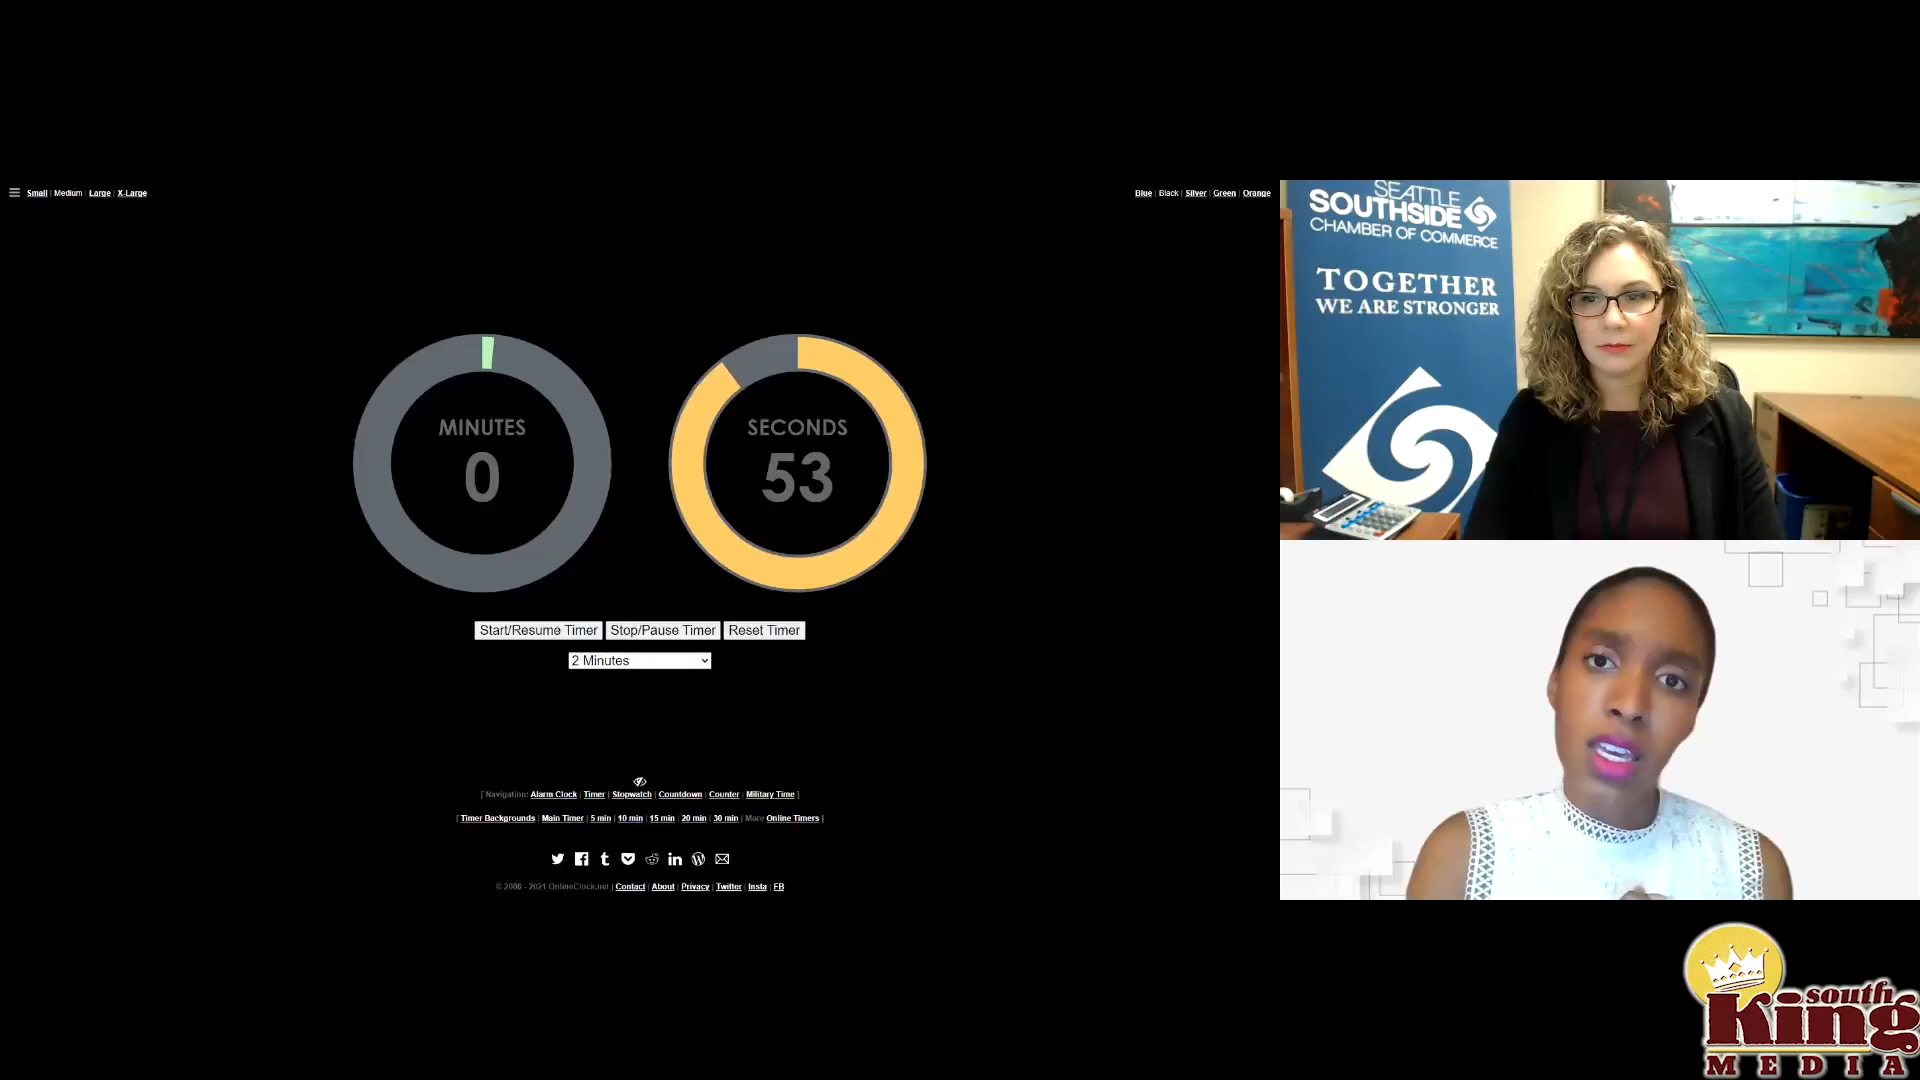 Small | Medium | Large | X-Large
Blue | Black | Silver | Green | Orange
MINUTES
0
SECONDS
53
Start/Resume Timer
Stop/Pause Timer
Reset Timer
2 Minutes
[ Navigation: Alarm Clock | Timer | Stopwatch | Countdown | Counter | Military Time ]
[ Timer Backgrounds | Main Timer | 5 min | 10 min | 15 min | 20 min | 30 min | More Online Timers ]
© 2006 - 2021 OnlineClock.net | Contact | About | Privacy | Twitter | Insta | FB
SEATTLE
SOUTHSIDE
CHAMBER OF COMMERCE
TOGETHER
WE ARE STRONGER
south
King
MEDIA